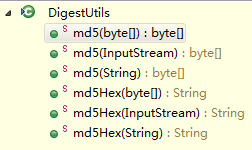 DigestUtils
S md5(byte[]) : byte[]
S md5(InputStream) : byte[]
S md5(String) : byte[]
S md5Hex(byte[]) : String
S md5Hex(InputStream) : String
S md5Hex(String) : String